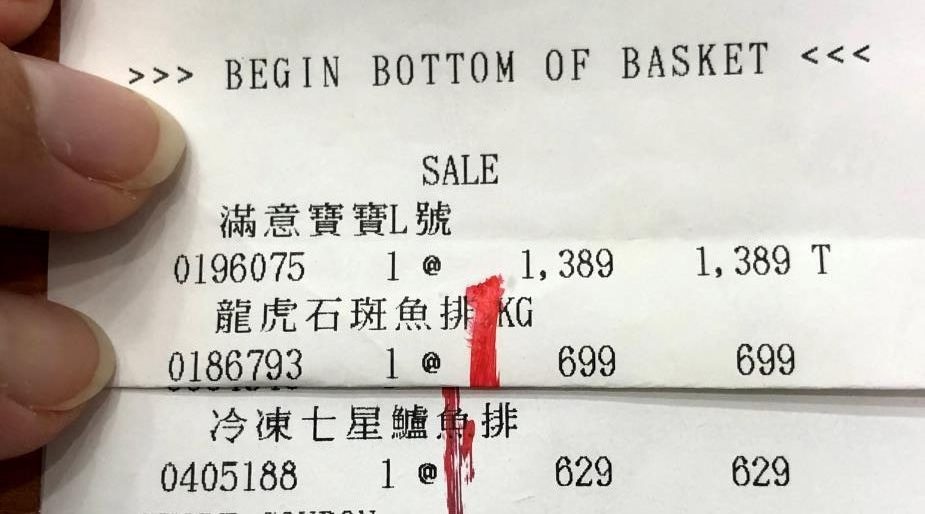 >>> BEGIN BOTTOM OF BASKET <<<
SALE
滿意寶寶L號
0196075 1 @ 1,389 1,389 T
龍虎石斑魚排 KG
0186793 1 @ 699 699
冷凍七星鱸魚排
0405188 1 @ 629 629